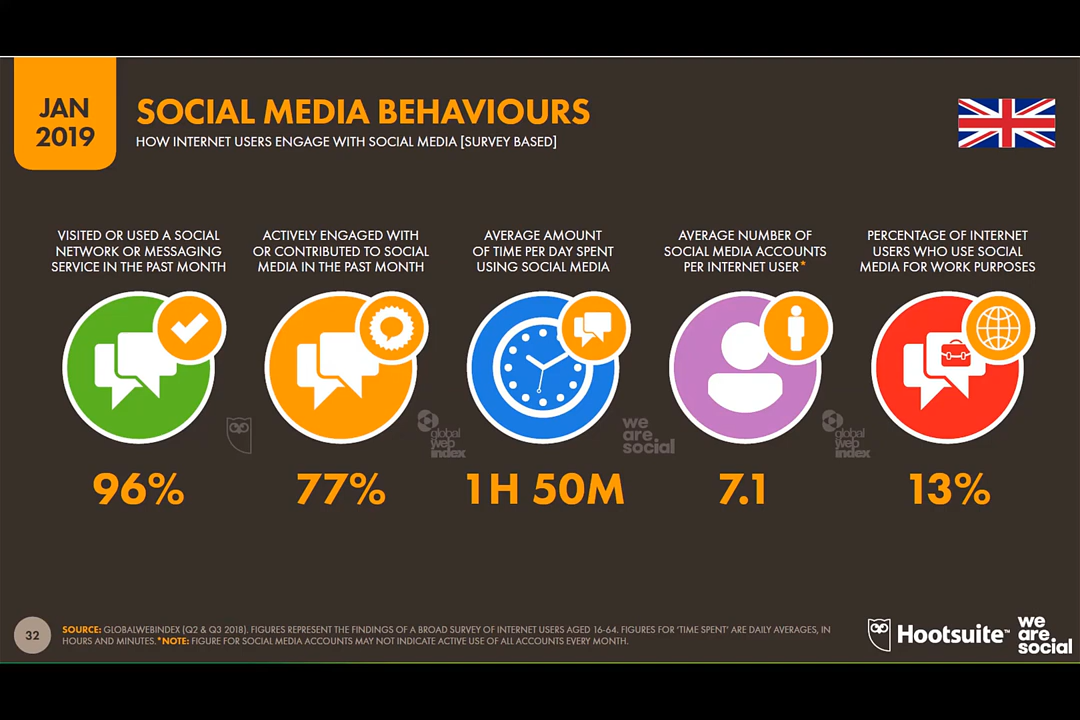 JAN
2019
SOCIAL MEDIA BEHAVIOURS
HOW INTERNET USERS ENGAGE WITH SOCIAL MEDIA [SURVEY BASED]
VISITED OR USED A SOCIAL
NETWORK OR MESSAGING
SERVICE IN THE PAST MONTH
96%
ACTIVELY ENGAGED WITH
OR CONTRIBUTED TO SOCIAL
MEDIA IN THE PAST MONTH
77%
AVERAGE AMOUNT
OF TIME PER DAY SPENT
USING SOCIAL MEDIA
1H 50M
AVERAGE NUMBER OF
SOCIAL MEDIA ACCOUNTS
PER INTERNET USER*
7.1
PERCENTAGE OF INTERNET
USERS WHO USE SOCIAL
MEDIA FOR WORK PURPOSES
13%
global
web
index
we
are
social
global
web
index
32
SOURCE: GLOBALWEBINDEX (Q2 & Q3 2018). FIGURES REPRESENT THE FINDINGS OF A BROAD SURVEY OF INTERNET USERS AGED 16-64. FIGURES FOR 'TIME SPENT' ARE DAILY AVERAGES, IN
HOURS AND MINUTES. *NOTE: FIGURE FOR SOCIAL MEDIA ACCOUNTS MAY NOT INDICATE ACTIVE USE OF ALL ACCOUNTS EVERY MONTH.
Hootsuite™
we
are
social